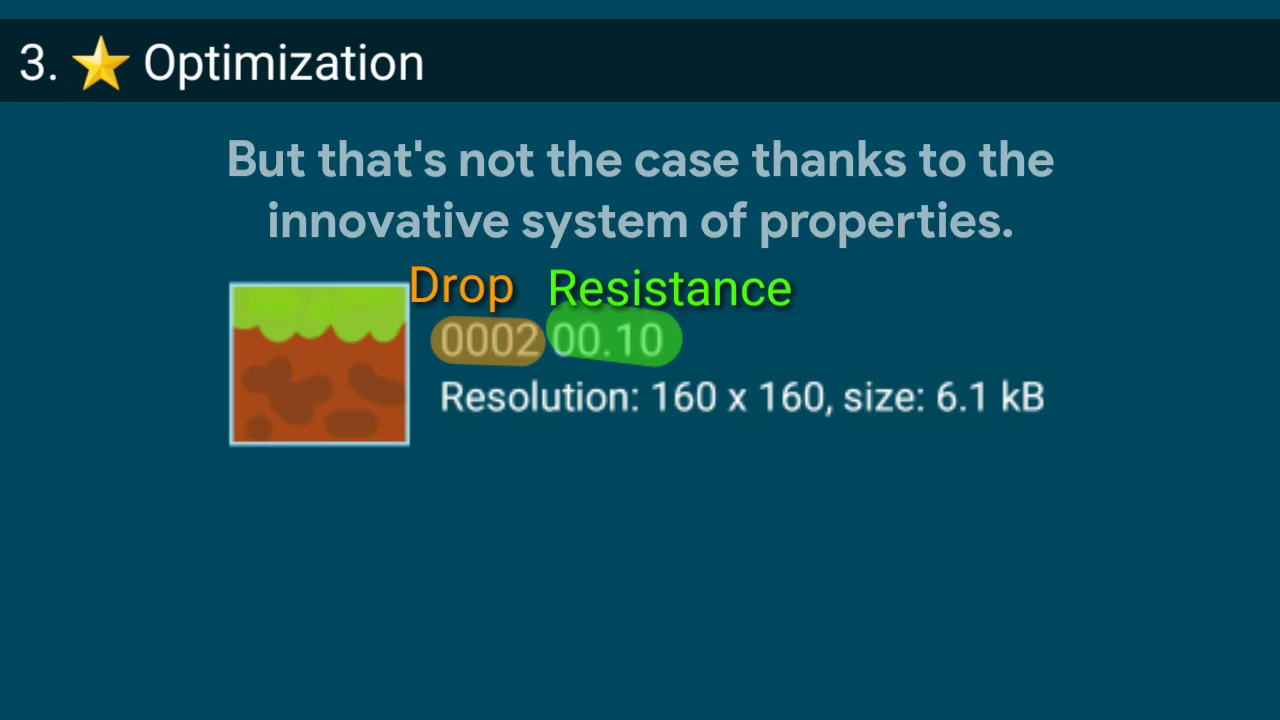 3. ⭐ Optimization
But that's not the case thanks to the
innovative system of properties.
Drop Resistance
0002 00.10
Resolution: 160 x 160, size: 6.1 kB